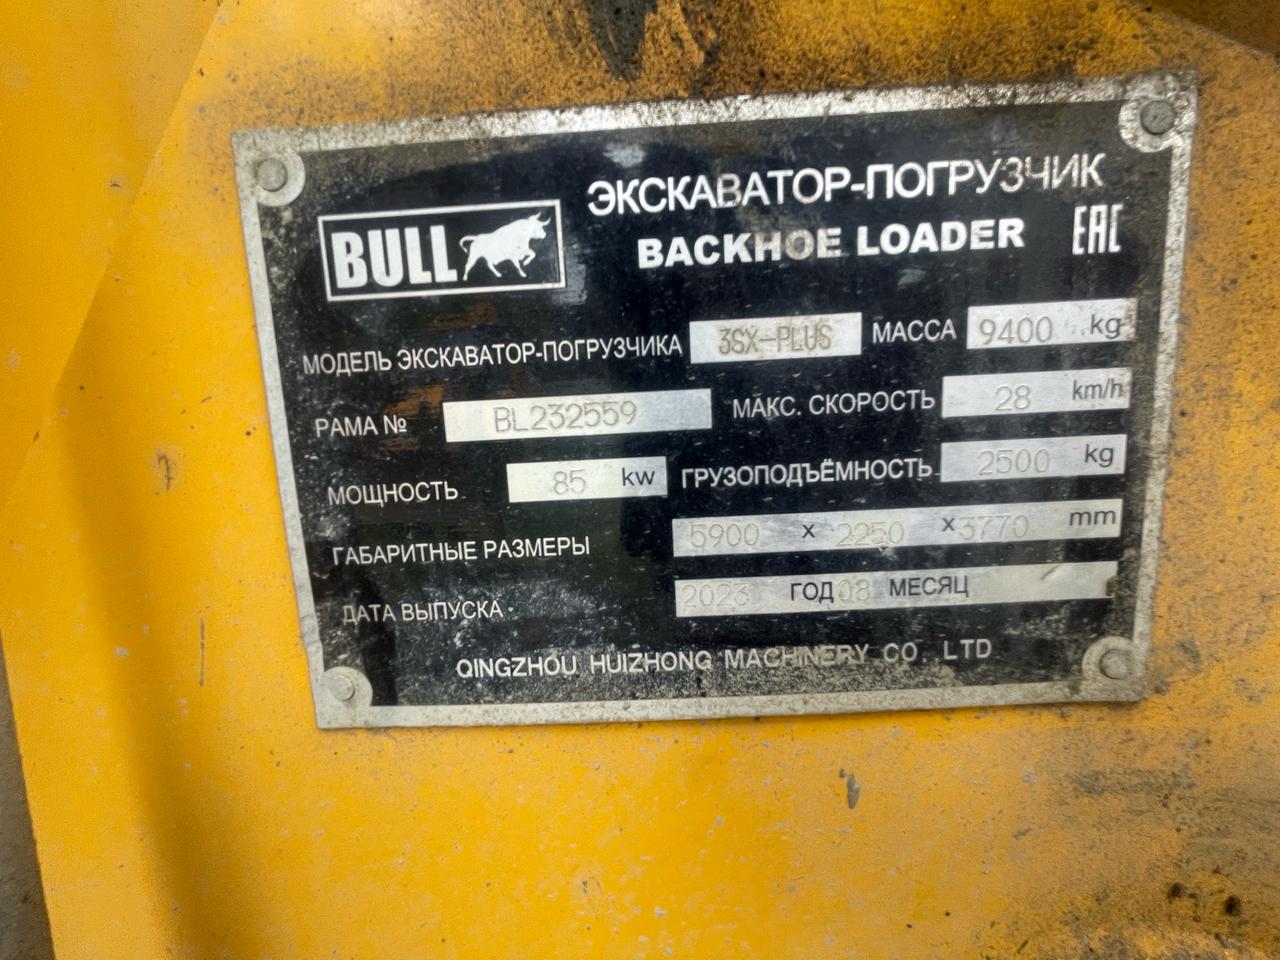 BULL
ЭКСКАВАТОР-ПОГРУЗЧИК
BACKHOE LOADER
EAC
МОДЕЛЬ ЭКСКАВАТОР-ПОГРУЗЧИКА 3SX-PLUS МАССА 9400 kg
РАМА № BL232559 МАКС. СКОРОСТЬ 28 km/h
МОЩНОСТЬ 85 kw ГРУЗОПОДЪЁМНОСТЬ 2500 kg
ГАБАРИТНЫЕ РАЗМЕРЫ 5900 x 2250 x 3770 mm
ДАТА ВЫПУСКА 2023 ГОД 08 МЕСЯЦ
QINGZHOU HUIZHONG MACHINERY CO. LTD